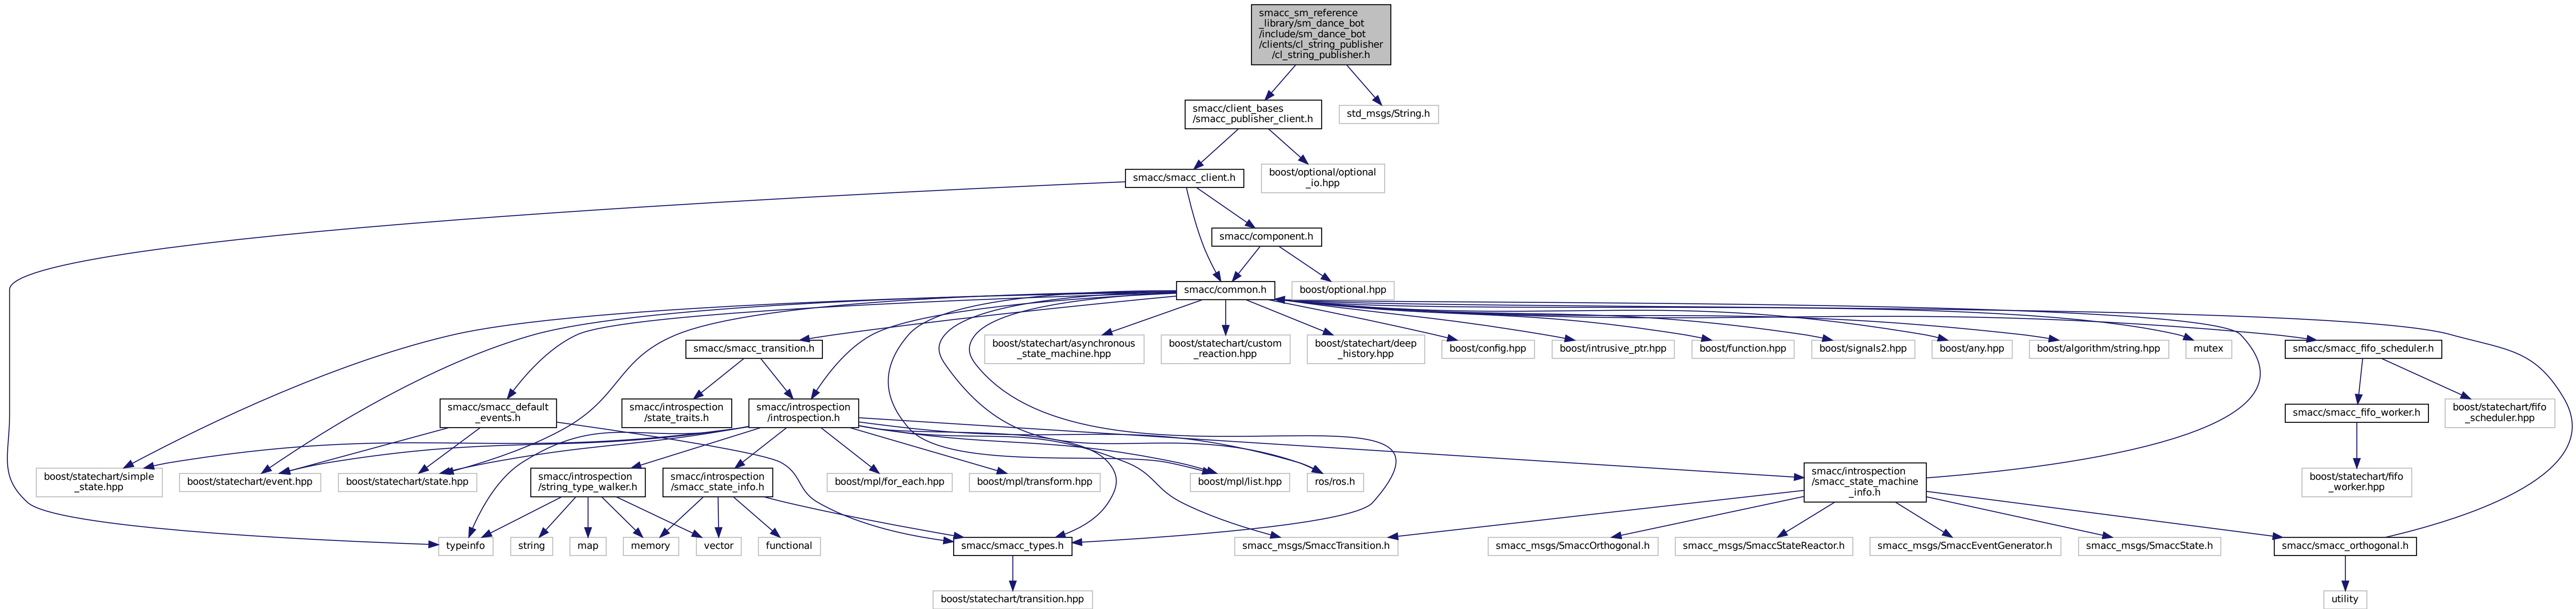 smacc_sm_reference
_library/sm_dance_bot
/include/sm_dance_bot
/clients/cl_string_publisher
/cl_string_publisher.h
smacc/client_bases
/smacc_publisher_client.h
std_msgs/String.h
smacc/smacc_client.h
boost/optional/optional
_io.hpp
smacc/component.h
smacc/common.h
boost/optional.hpp
smacc/smacc_transition.h
boost/statechart/asynchronous
_state_machine.hpp
boost/statechart/custom
_reaction.hpp
boost/statechart/deep
_history.hpp
boost/config.hpp
boost/intrusive_ptr.hpp
boost/function.hpp
boost/signals2.hpp
boost/any.hpp
boost/algorithm/string.hpp
mutex
smacc/smacc_fifo_scheduler.h
smacc/smacc_default
_events.h
smacc/introspection
/state_traits.h
smacc/introspection
/introspection.h
smacc/smacc_fifo_worker.h
boost/statechart/fifo
_scheduler.hpp
boost/statechart/simple
_state.hpp
boost/statechart/event.hpp
boost/statechart/state.hpp
smacc/introspection
/string_type_walker.h
smacc/introspection
/smacc_state_info.h
boost/mpl/for_each.hpp
boost/mpl/transform.hpp
boost/mpl/list.hpp
ros/ros.h
smacc/introspection
/smacc_state_machine
_info.h
boost/statechart/fifo
_worker.hpp
typeinfo
string
map
memory
vector
functional
smacc/smacc_types.h
smacc_msgs/SmaccTransition.h
smacc_msgs/SmaccOrthogonal.h
smacc_msgs/SmaccStateReactor.h
smacc_msgs/SmaccEventGenerator.h
smacc_msgs/SmaccState.h
smacc/smacc_orthogonal.h
boost/statechart/transition.hpp
utility